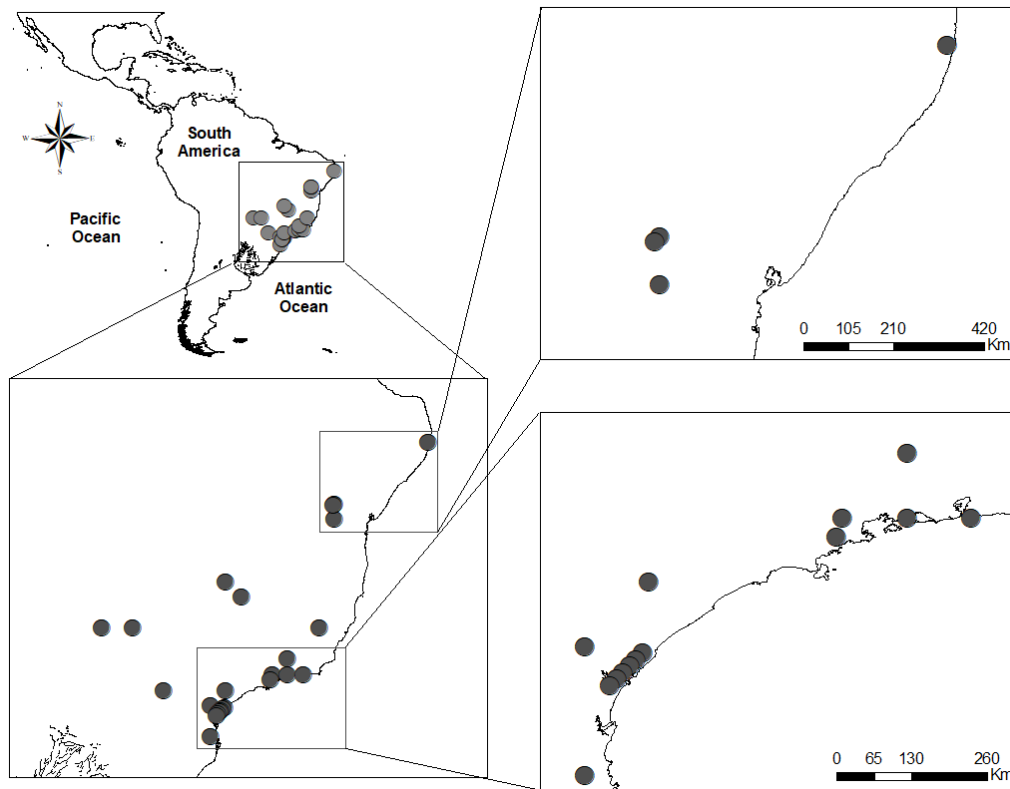 N
W E
S
South
America
Pacific
Ocean
Atlantic
Ocean
0 105 210 420
Km
0 65 130 260
Km